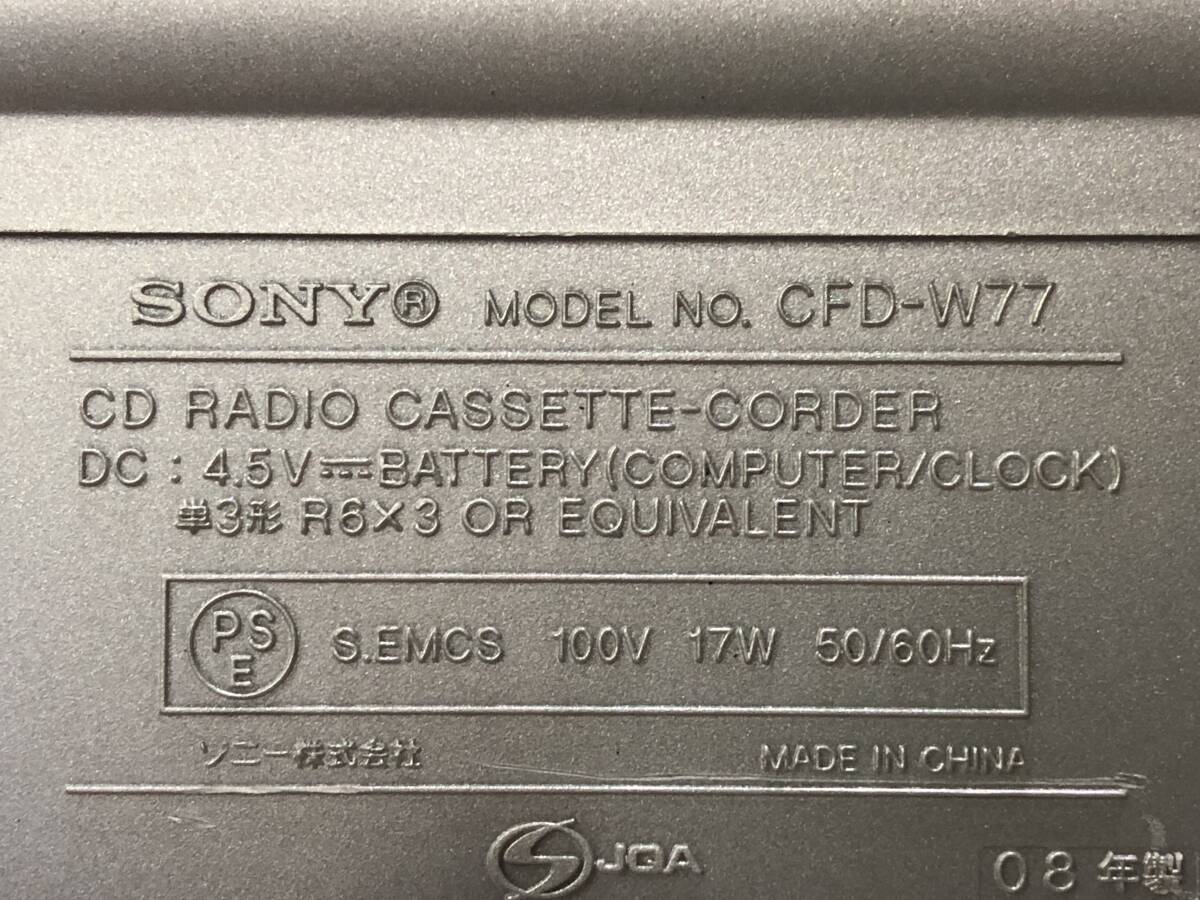 SONY® MODEL NO. CFD-W77
CD RADIO CASSETTE-CORDER
DC : 4.5V⎓BATTERY(COMPUTER/CLOCK)
単3形 R6×3 OR EQUIVALENT
PSE S.EMCS 100V 17W 50/60Hz
ソニー株式会社 MADE IN CHINA
JQA 08年製